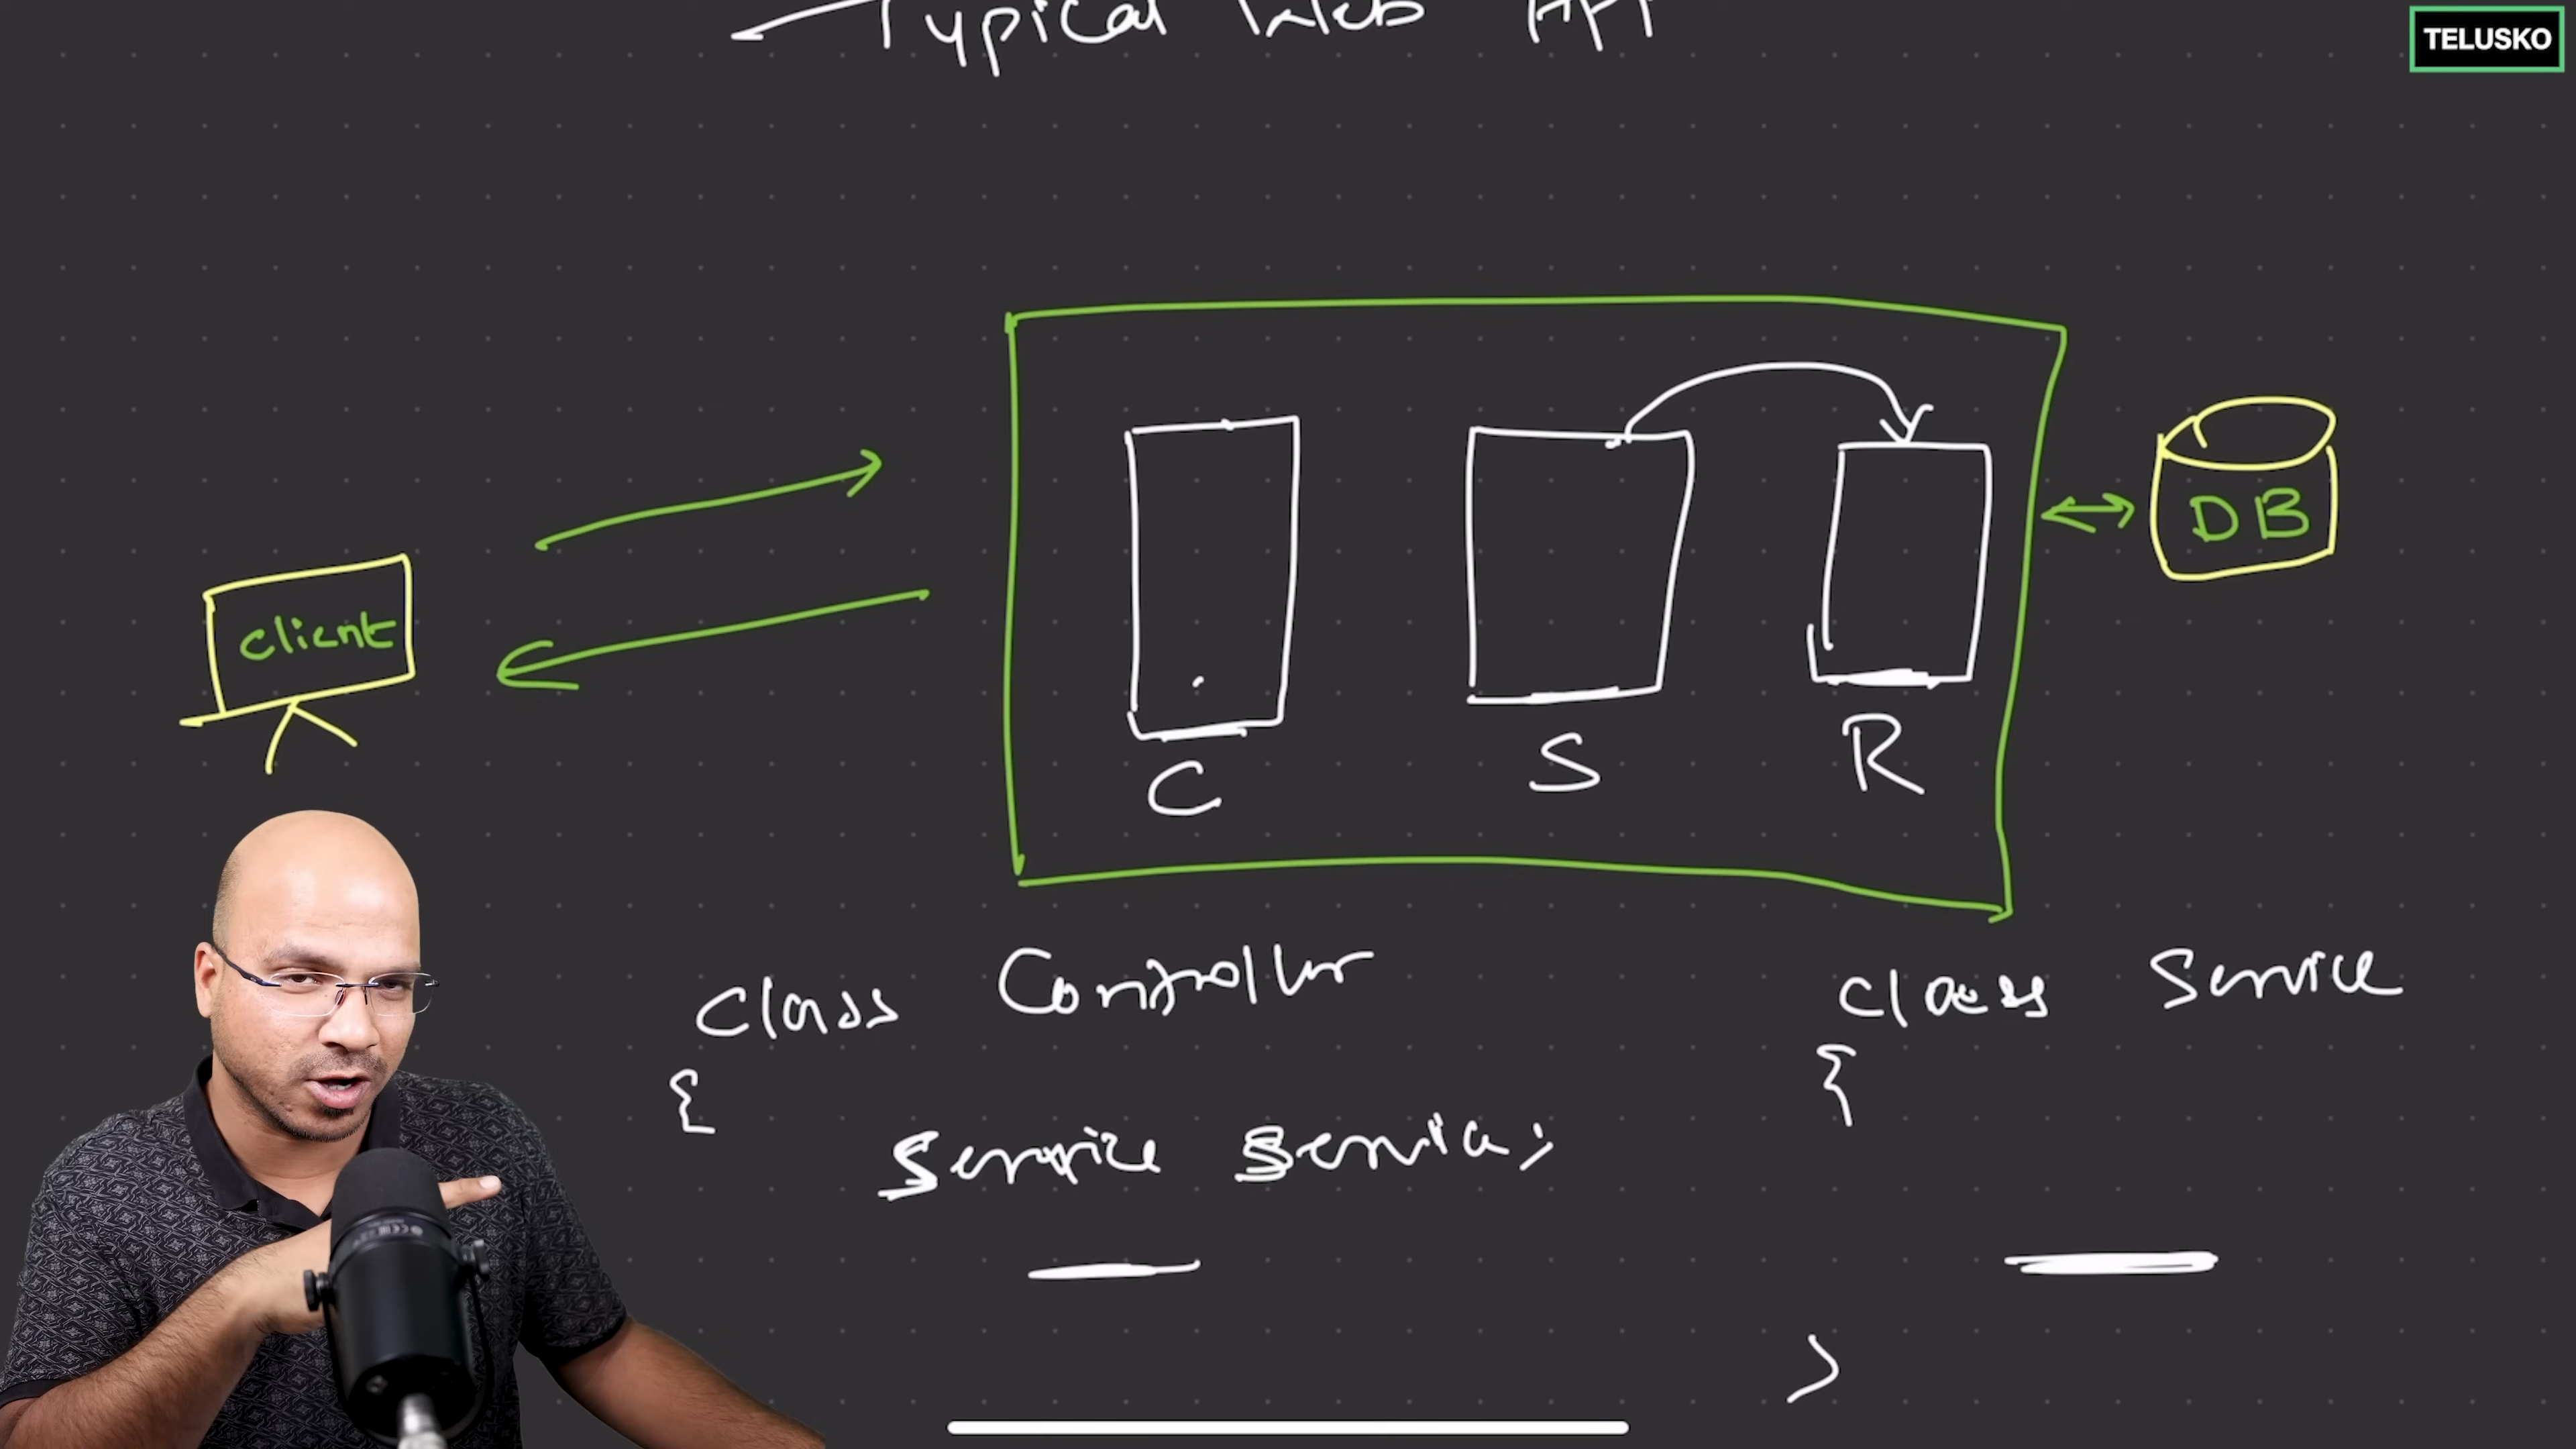 Typical Web API
TELUSKO
DB
client
C S R
Class Controller
{
Service Service;
class Service
{
}